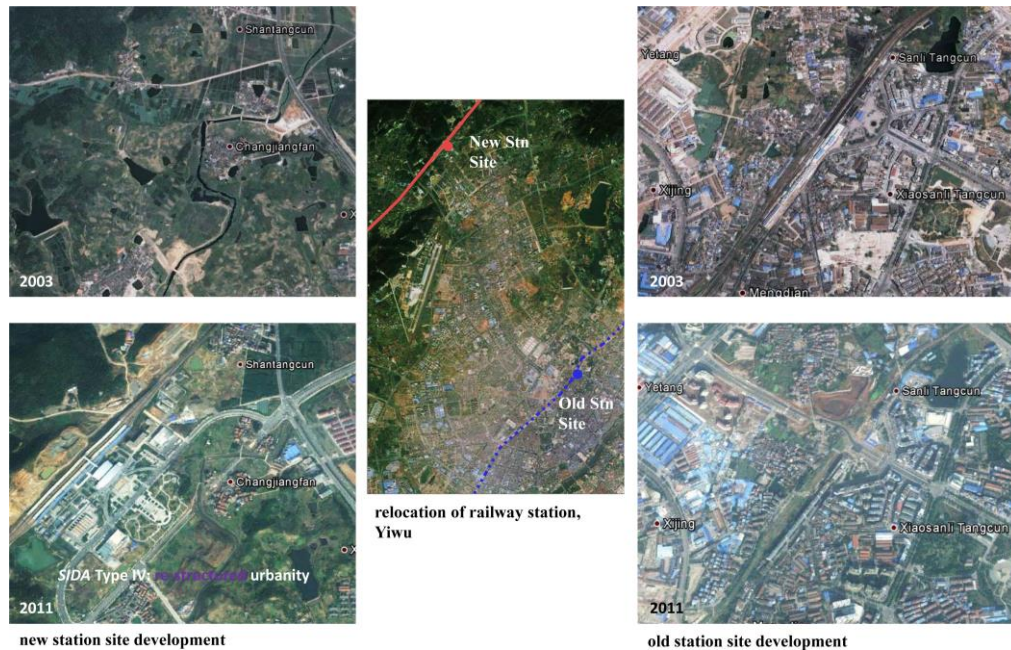 Shantangcun
Changjiangfan
X
2003
Shantangcun
Changjiangfan
X
SIDA Type IV: re-structured urbanity
2011
new station site development
New Stn
Site
Old Stn
Site
relocation of railway station,
Yiwu
Yetang
Sanli Tangcun
Xijing
Xiaosanli Tangcun
2003
Mengdian
Yetang
Sanli Tangcun
Xijing
Xiaosanli Tangcun
2011
old station site development